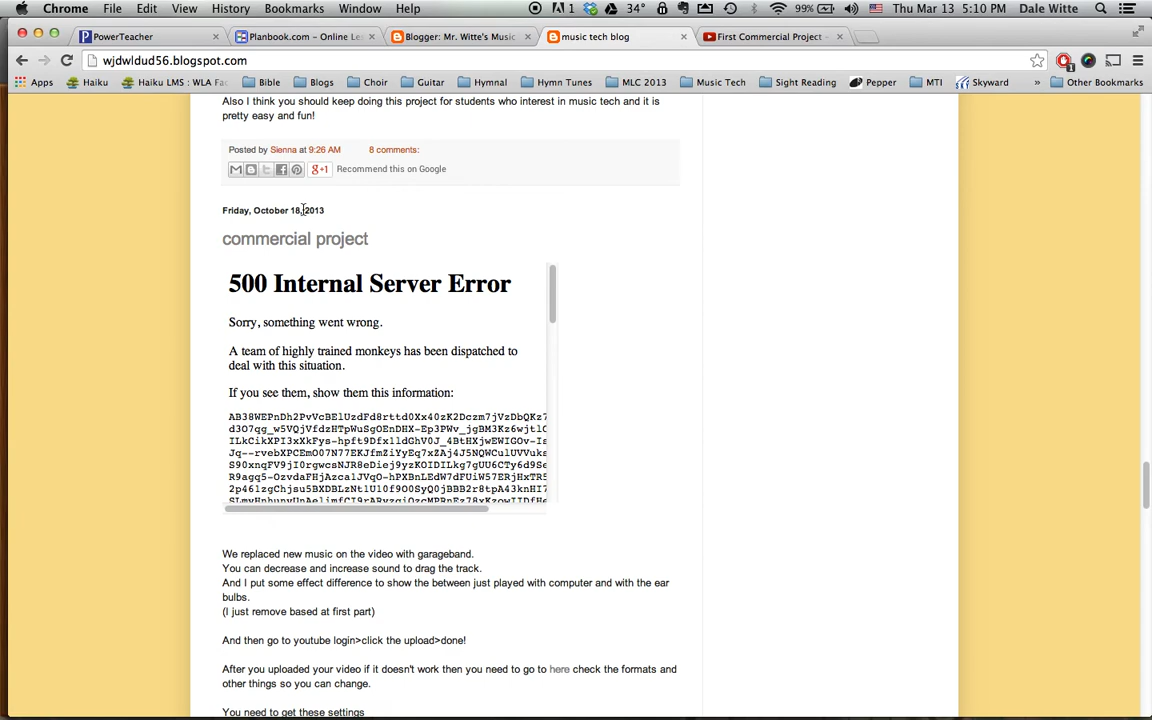 Chrome File Edit View History Bookmarks Window Help 1 34° 99% Thu Mar 13 5:10 PM Dale Witte
PowerTeacher Planbook.com – Online Le Blogger: Mr. Witte's Music music tech blog First Commercial Project -
wjdwldud56.blogspot.com
Apps Haiku Haiku LMS : WLA Fac Bible Blogs Choir Guitar Hymnal Hymn Tunes MLC 2013 Music Tech Sight Reading Pepper MTI Skyward » Other Bookmarks
Also I think you should keep doing this project for students who interest in music tech and it is
pretty easy and fun!
Posted by Sienna at 9:26 AM 8 comments:
g+1 Recommend this on Google
Friday, October 18, 2013
commercial project
500 Internal Server Error
Sorry, something went wrong.
A team of highly trained monkeys has been dispatched to
deal with this situation.
If you see them, show them this information:
We replaced new music on the video with garageband.
You can decrease and increase sound to drag the track.
And I put some effect difference to show the between just played with computer and with the ear
bulbs.
(I just remove based at first part)
And then go to youtube login>click the upload>done!
After you uploaded your video if it doesn't work then you need to go to here check the formats and
other things so you can change.
You need to get these settings